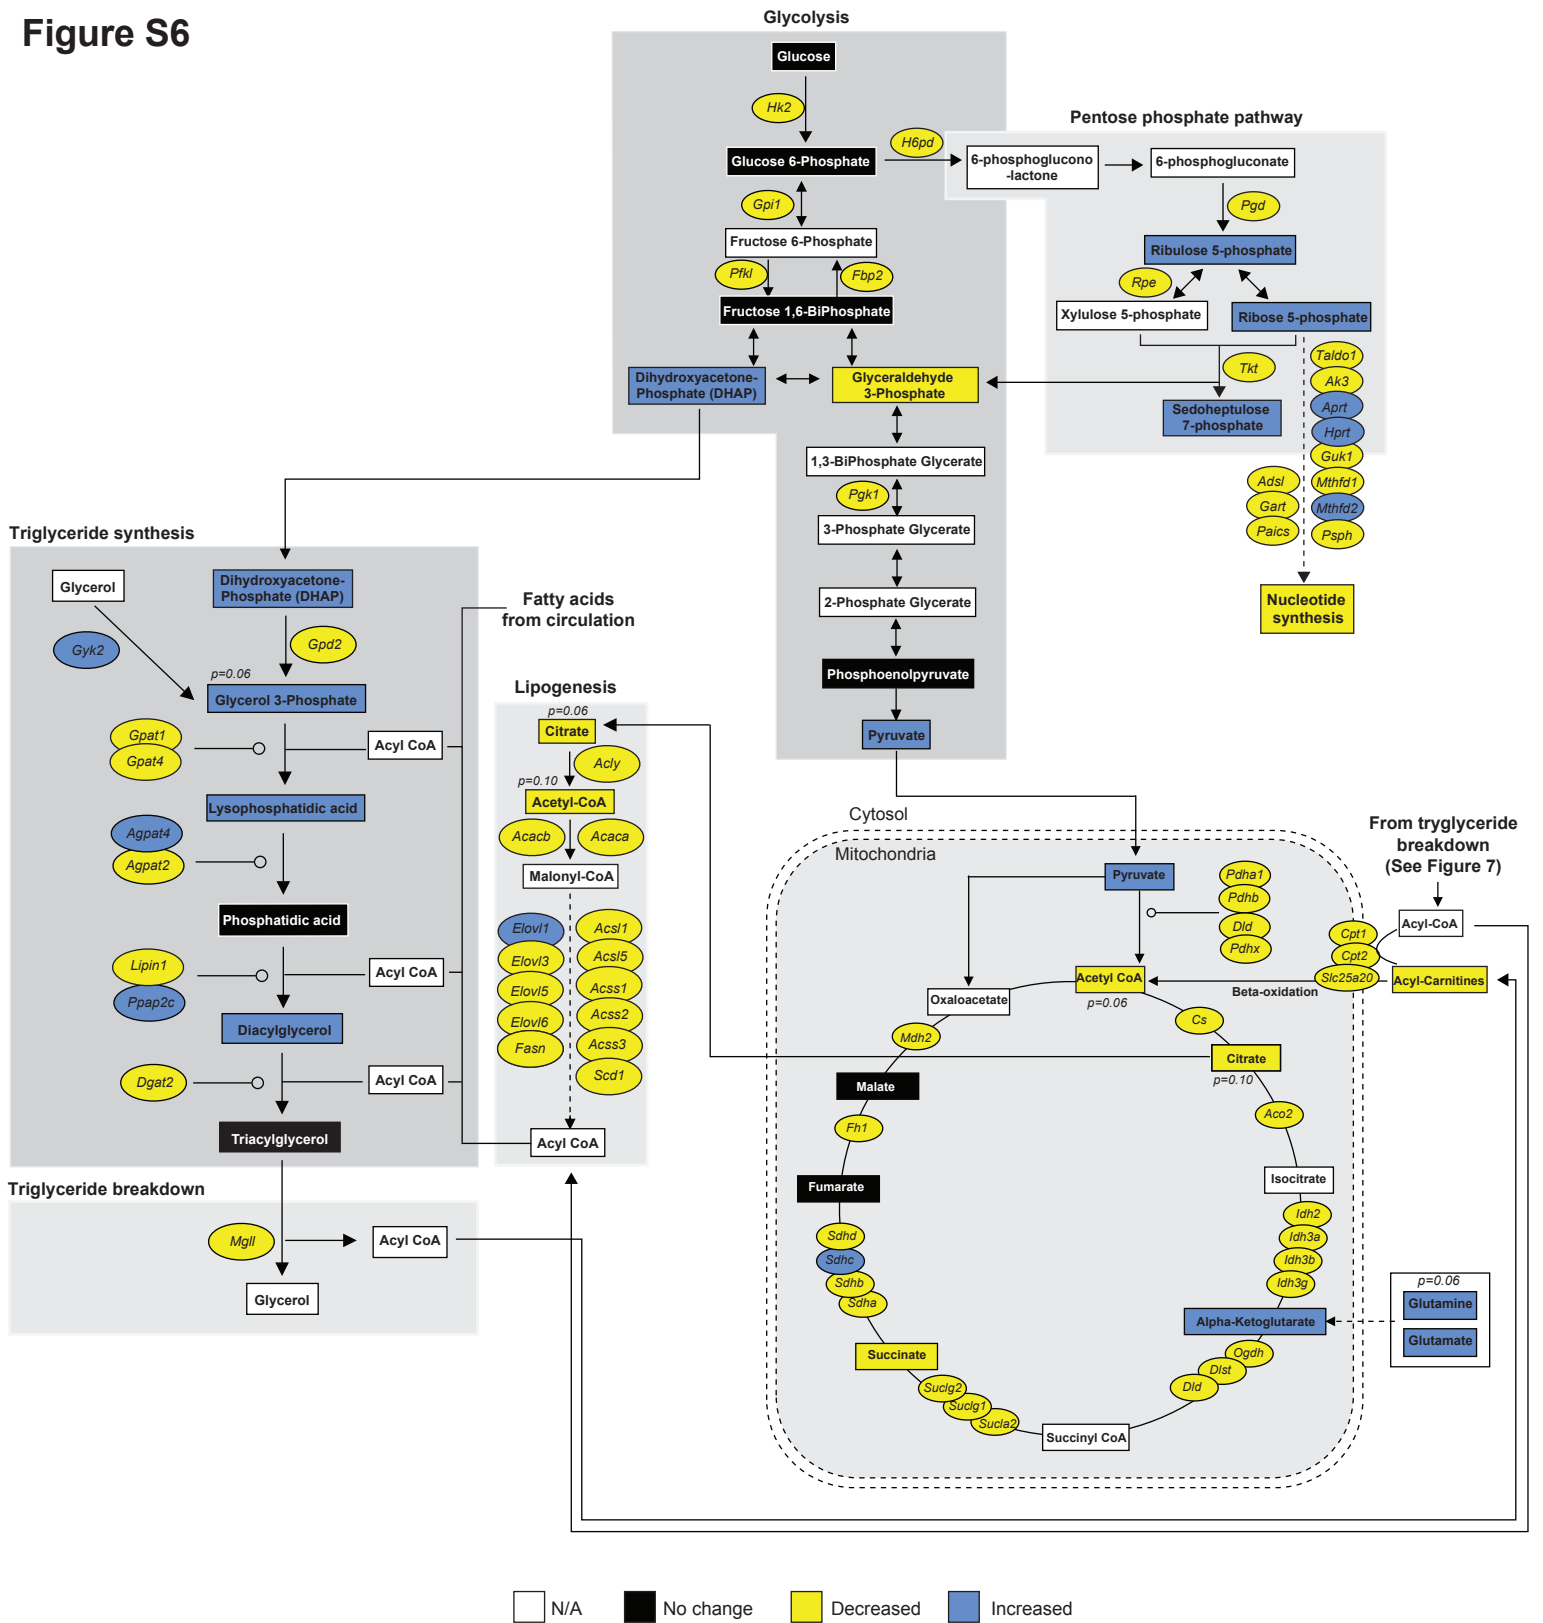 Figure S6
Glycolysis
Glucose
Hk2
Glucose 6-Phosphate
H6pd
Gpi1
Fructose 6-Phosphate
Pfkl
Fbp2
Fructose 1,6-BiPhosphate
Dihydroxyacetone-
Phosphate (DHAP)
Glyceraldehyde
3-Phosphate
1,3-BiPhosphate Glycerate
Pgk1
3-Phosphate Glycerate
2-Phosphate Glycerate
Phosphoenolpyruvate
Pyruvate
Pentose phosphate pathway
6-phosphoglucono
-lactone
6-phosphogluconate
Pgd
Ribulose 5-phosphate
Rpe
Xylulose 5-phosphate
Ribose 5-phosphate
Tkt
Sedoheptulose
7-phosphate
Taldo1
Ak3
Aprt
Hprt
Guk1
Mthfd1
Mthfd2
Psph
Adsl
Gart
Paics
Nucleotide
synthesis
Triglyceride synthesis
Glycerol
Dihydroxyacetone-
Phosphate (DHAP)
Gyk2
Gpd2
p=0.06
Glycerol 3-Phosphate
Gpat1
Gpat4
Acyl CoA
Lysophosphatidic acid
Agpat4
Agpat2
Phosphatidic acid
Lipin1
Ppap2c
Acyl CoA
Diacylglycerol
Dgat2
Acyl CoA
Triacylglycerol
Triglyceride breakdown
Mgll
Acyl CoA
Glycerol
Fatty acids
from circulation
Lipogenesis
p=0.06
Citrate
Acly
p=0.10
Acetyl-CoA
Acacb
Acaca
Malonyl-CoA
Elovl1
Elovl3
Elovl5
Elovl6
Fasn
Acsl1
Acsl5
Acss1
Acss2
Acss3
Scd1
Acyl CoA
Cytosol
Mitochondria
Pyruvate
Pdha1
Pdhb
Dld
Pdhx
Acetyl CoA
p=0.06
Oxaloacetate
Beta-oxidation
From tryglyceride
breakdown
(See Figure 7)
Acyl-CoA
Cpt1
Cpt2
Slc25a20
Acyl-Carnitines
Cs
Citrate
p=0.10
Aco2
Isocitrate
Idh2
Idh3a
Idh3b
Idh3g
p=0.06
Glutamine
Glutamate
Alpha-Ketoglutarate
Ogdh
Dlst
Dld
Succinyl CoA
Sucla2
Suclg1
Suclg2
Succinate
Sdha
Sdhb
Sdhc
Sdhd
Fumarate
Fh1
Malate
Mdh2
N/A
No change
Decreased
Increased